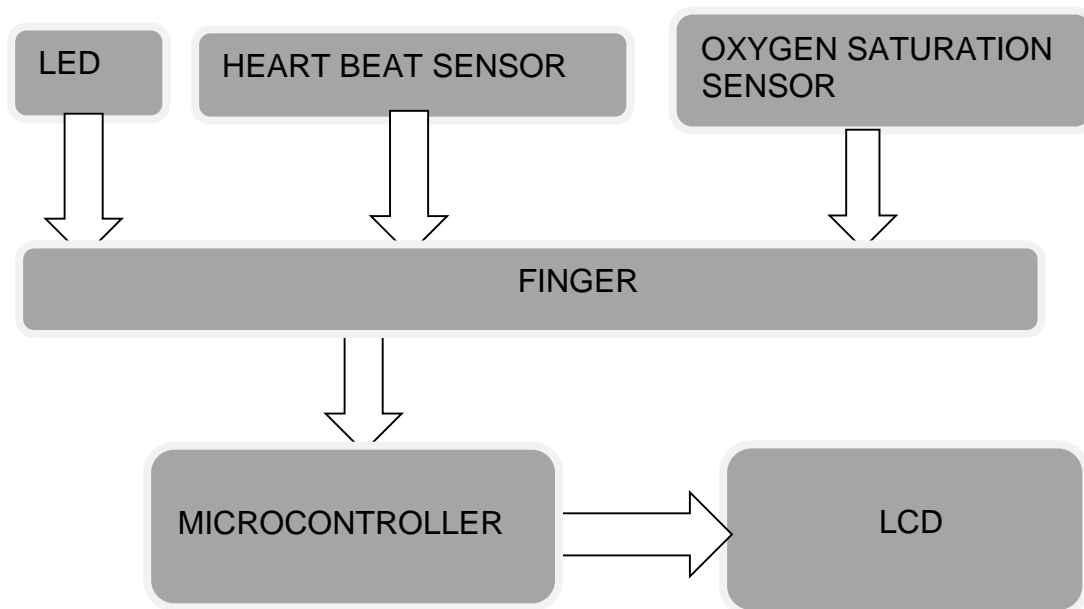 LED
HEART BEAT SENSOR
OXYGEN SATURATION
SENSOR
FINGER
MICROCONTROLLER
LCD